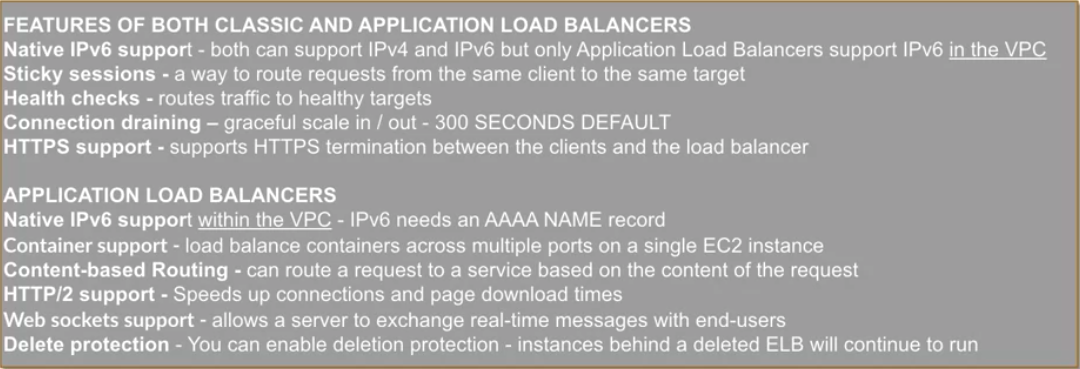 FEATURES OF BOTH CLASSIC AND APPLICATION LOAD BALANCERS
Native IPv6 support - both can support IPv4 and IPv6 but only Application Load Balancers support IPv6 in the VPC
Sticky sessions - a way to route requests from the same client to the same target
Health checks - routes traffic to healthy targets
Connection draining – graceful scale in / out - 300 SECONDS DEFAULT
HTTPS support - supports HTTPS termination between the clients and the load balancer
APPLICATION LOAD BALANCERS
Native IPv6 support within the VPC - IPv6 needs an AAAA NAME record
Container support - load balance containers across multiple ports on a single EC2 instance
Content-based Routing - can route a request to a service based on the content of the request
HTTP/2 support - Speeds up connections and page download times
Web sockets support - allows a server to exchange real-time messages with end-users
Delete protection - You can enable deletion protection - instances behind a deleted ELB will continue to run